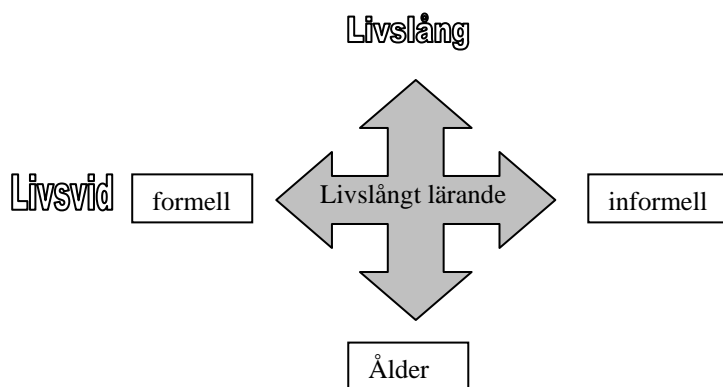 Livslång
Livsvid
formell
Livslångt lärande
informell
Ålder